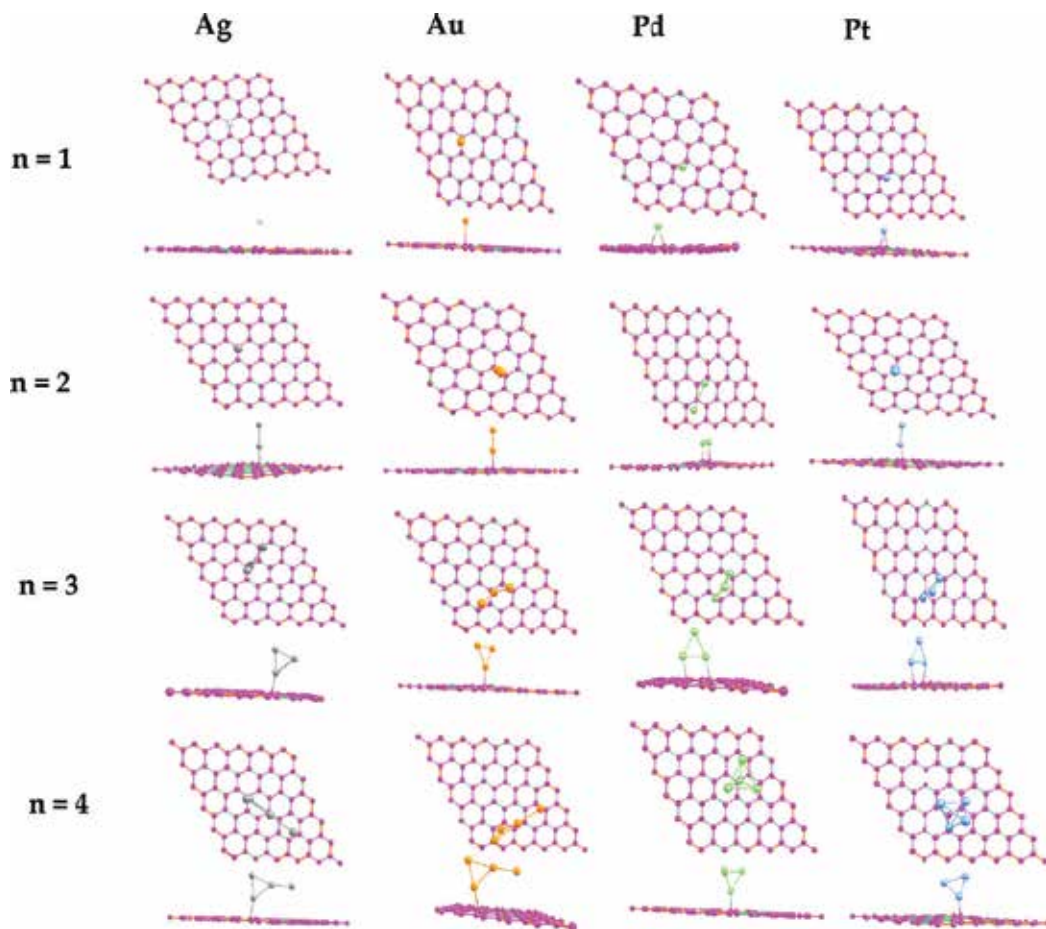 Ag Au Pd Pt
n = 1
n = 2
n = 3
n = 4